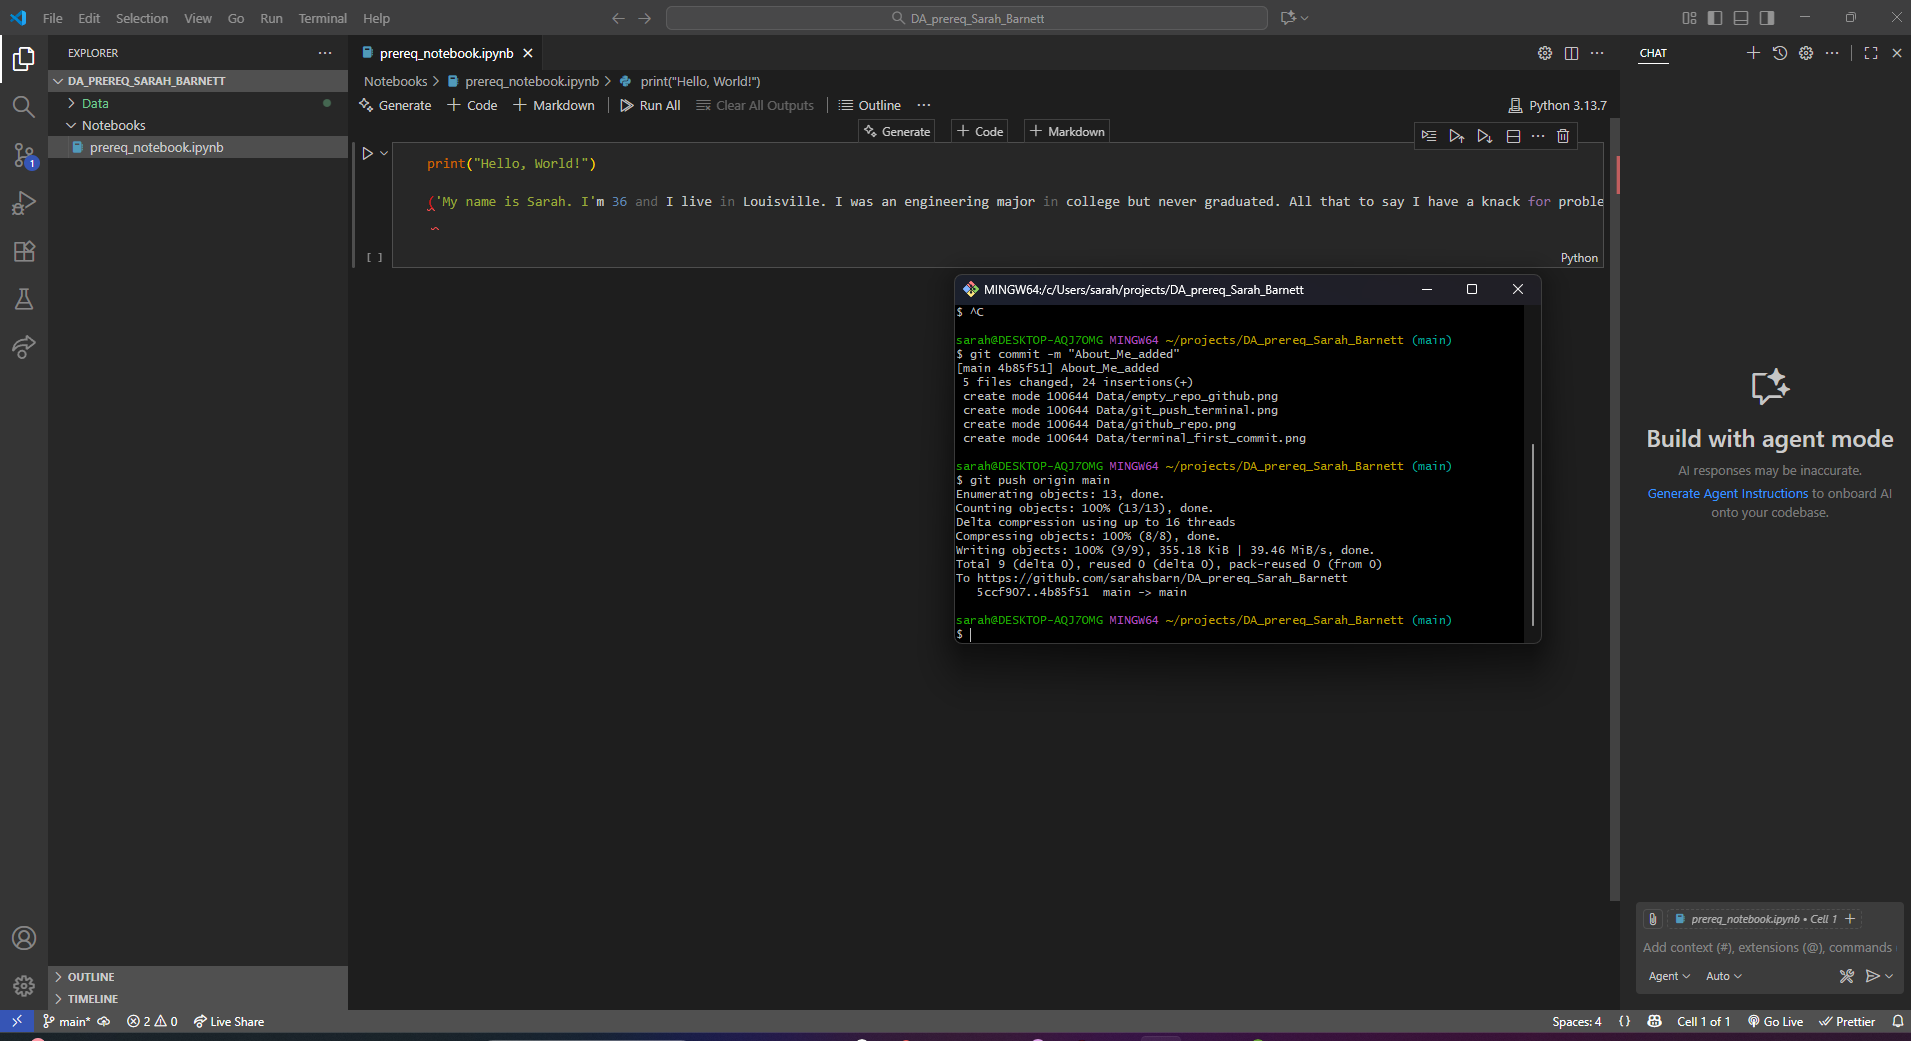 File Edit Selection View Go Run Terminal Help
DA_prereq_Sarah_Barnett
EXPLORER
DA_PREREQ_SARAH_BARNETT
Data
Notebooks
prereq_notebook.ipynb
1
OUTLINE
TIMELINE
prereq_notebook.ipynb
Notebooks > prereq_notebook.ipynb > print("Hello, World!")
Generate + Code + Markdown Run All Clear All Outputs Outline ...
Python 3.13.7
Generate + Code + Markdown
print("Hello, World!")
('My name is Sarah. I'm 36 and I live in Louisville. I was an engineering major in college but never graduated. All that to say I have a knack for proble
[ ]
Python
MINGW64:/c/Users/sarah/projects/DA_prereq_Sarah_Barnett
$ ^C
sarah@DESKTOP-AQJ7OMG MINGW64 ~/projects/DA_prereq_Sarah_Barnett (main)
$ git commit -m "About_Me_added"
[main 4b85f51] About_Me_added
5 files changed, 24 insertions(+)
create mode 100644 Data/empty_repo_github.png
create mode 100644 Data/git_push_terminal.png
create mode 100644 Data/github_repo.png
create mode 100644 Data/terminal_first_commit.png
sarah@DESKTOP-AQJ7OMG MINGW64 ~/projects/DA_prereq_Sarah_Barnett (main)
$ git push origin main
Enumerating objects: 13, done.
Counting objects: 100% (13/13), done.
Delta compression using up to 16 threads
Compressing objects: 100% (8/8), done.
Writing objects: 100% (9/9), 355.18 KiB | 39.46 MiB/s, done.
Total 9 (delta 0), reused 0 (delta 0), pack-reused 0 (from 0)
To https://github.com/sarahsbarn/DA_prereq_Sarah_Barnett
5ccf907..4b85f51 main -> main
sarah@DESKTOP-AQJ7OMG MINGW64 ~/projects/DA_prereq_Sarah_Barnett (main)
$
CHAT
Build with agent mode
AI responses may be inaccurate.
Generate Agent Instructions to onboard AI
onto your codebase.
prereq_notebook.ipynb • Cell 1 +
Add context (#), extensions (@), commands
Agent Auto
main* 2 0 Live Share
Spaces: 4 {} Cell 1 of 1 Go Live Prettier